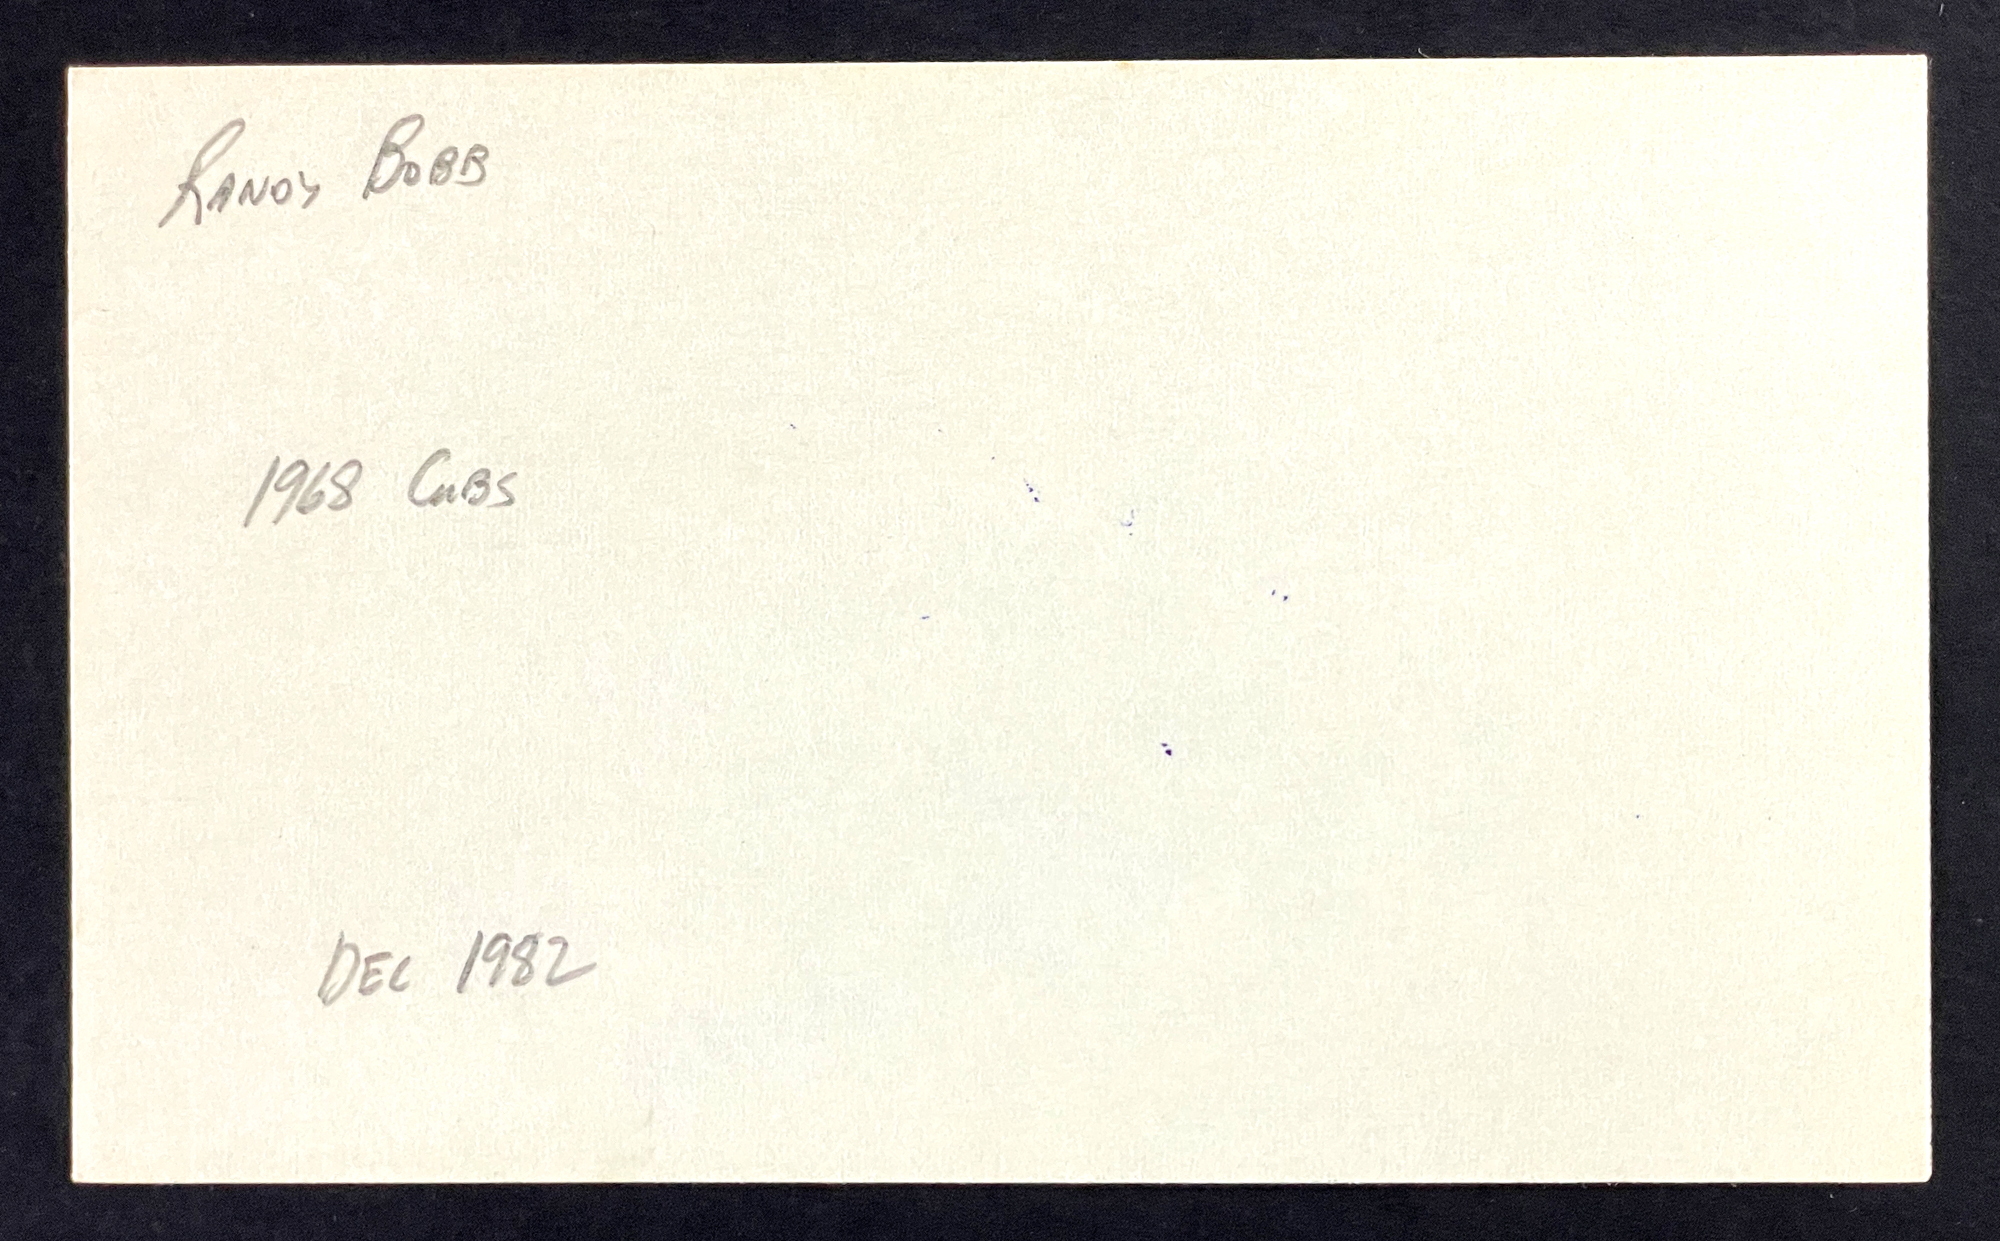 Randy Bobb
1968 Cubs
Dec 1982